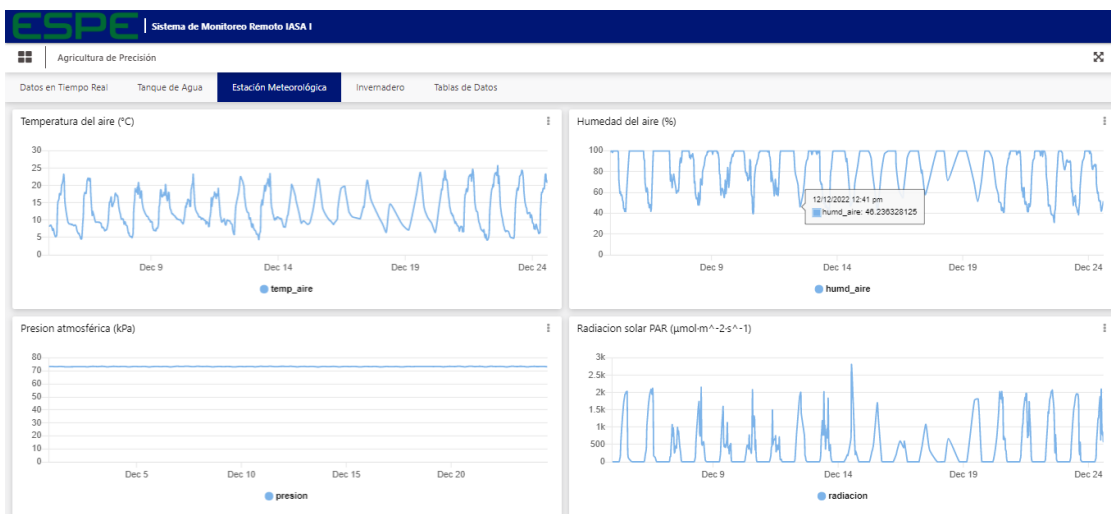 ESPE Sistema de Monitoreo Remoto IASA I
Agricultura de Precisión
Datos en Tiempo Real Tanque de Agua Estación Meteorológica Invernadero Tablas de Datos
Temperatura del aire (°C)
30
25
20
15
10
5
0
Dec 9 Dec 14 Dec 19 Dec 24
temp_aire
Humedad del aire (%)
100
80
60
40
20
0
12/12/2022 12:41 pm
humd_aire: 46.236328125
Dec 9 Dec 14 Dec 19 Dec 24
humd_aire
Presion atmosférica (kPa)
80
70
60
50
40
30
20
10
0
Dec 5 Dec 10 Dec 15 Dec 20
presion
Radiacion solar PAR (μmol·m^-2·s^-1)
3k
2.5k
2k
1.5k
1k
500
0
Dec 9 Dec 14 Dec 19 Dec 24
radiacion